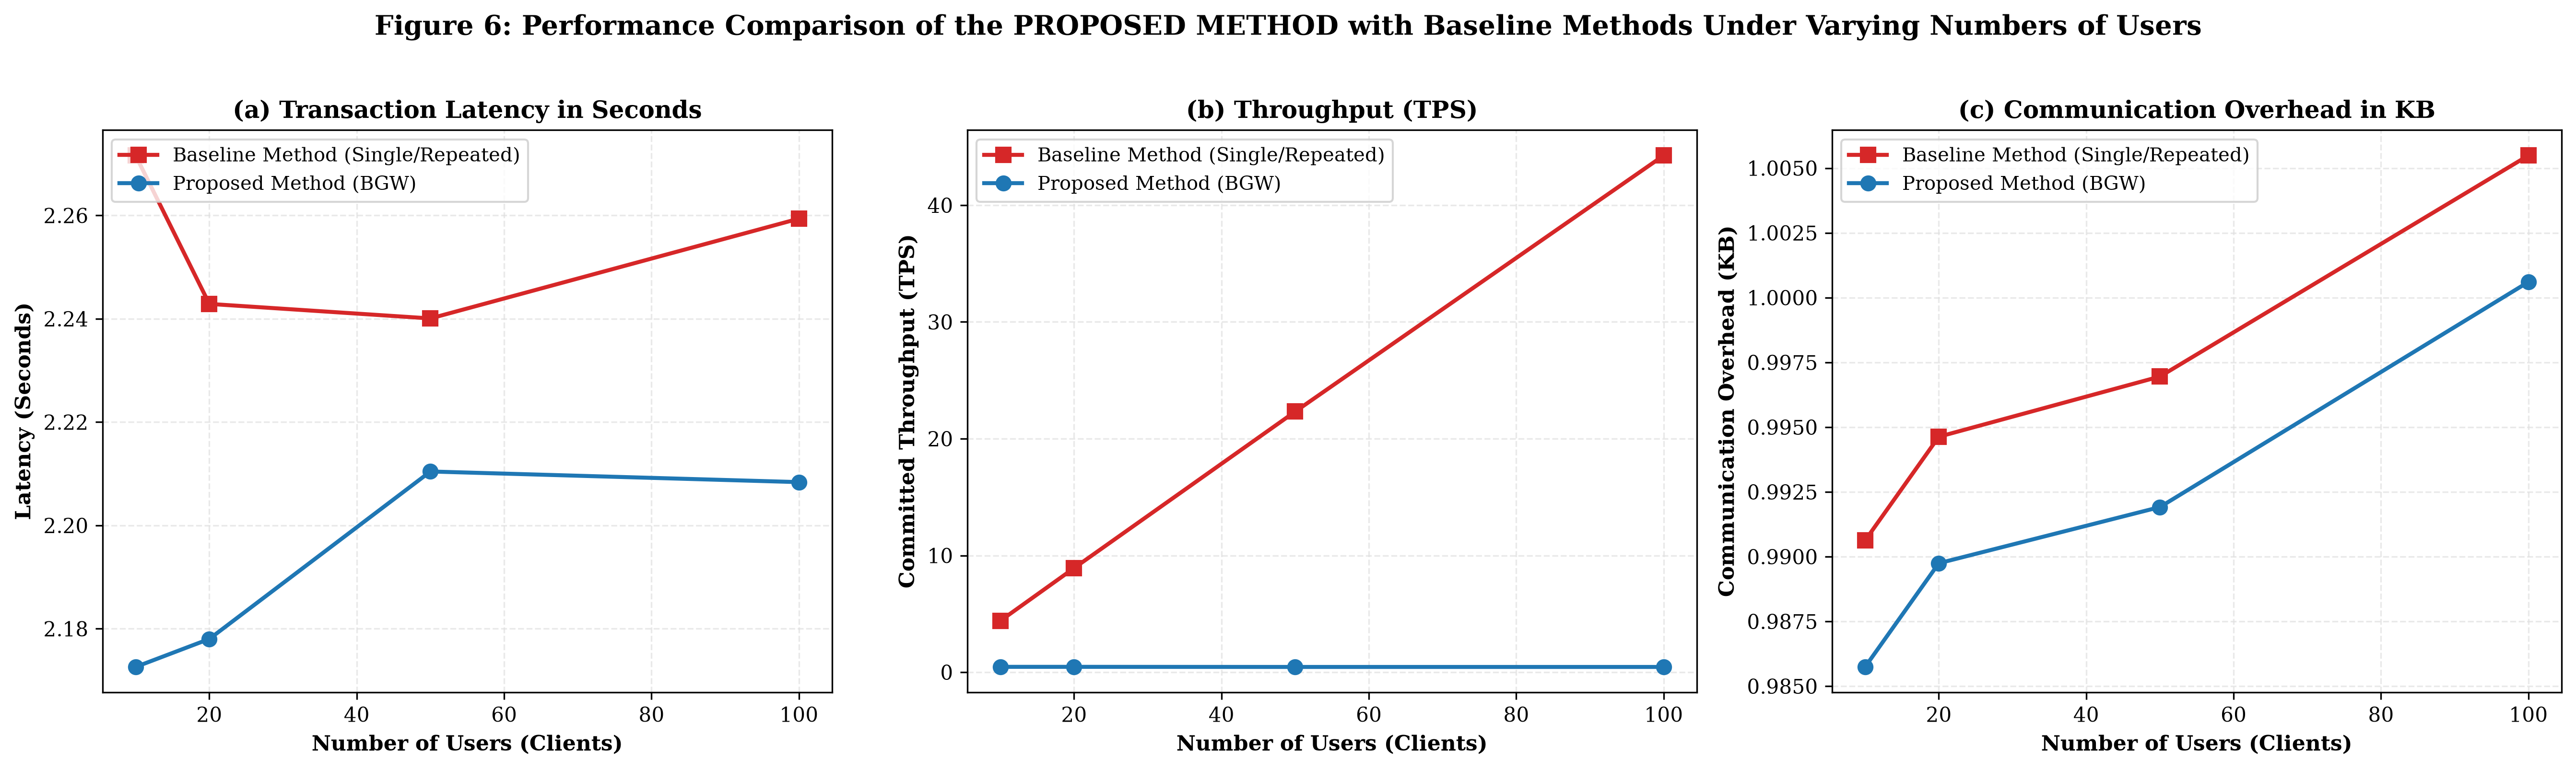 Figure 6: Performance Comparison of the PROPOSED METHOD with Baseline Methods Under Varying Numbers of Users
(a) Transaction Latency in Seconds
Baseline Method (Single/Repeated)
Proposed Method (BGW)
Latency (Seconds)
2.26
2.24
2.22
2.20
2.18
20
40
60
80
100
Number of Users (Clients)
(b) Throughput (TPS)
Baseline Method (Single/Repeated)
Proposed Method (BGW)
Committed Throughput (TPS)
40
30
20
10
0
20
40
60
80
100
Number of Users (Clients)
(c) Communication Overhead in KB
Baseline Method (Single/Repeated)
Proposed Method (BGW)
Communication Overhead (KB)
1.0050
1.0025
1.0000
0.9975
0.9950
0.9925
0.9900
0.9875
0.9850
20
40
60
80
100
Number of Users (Clients)